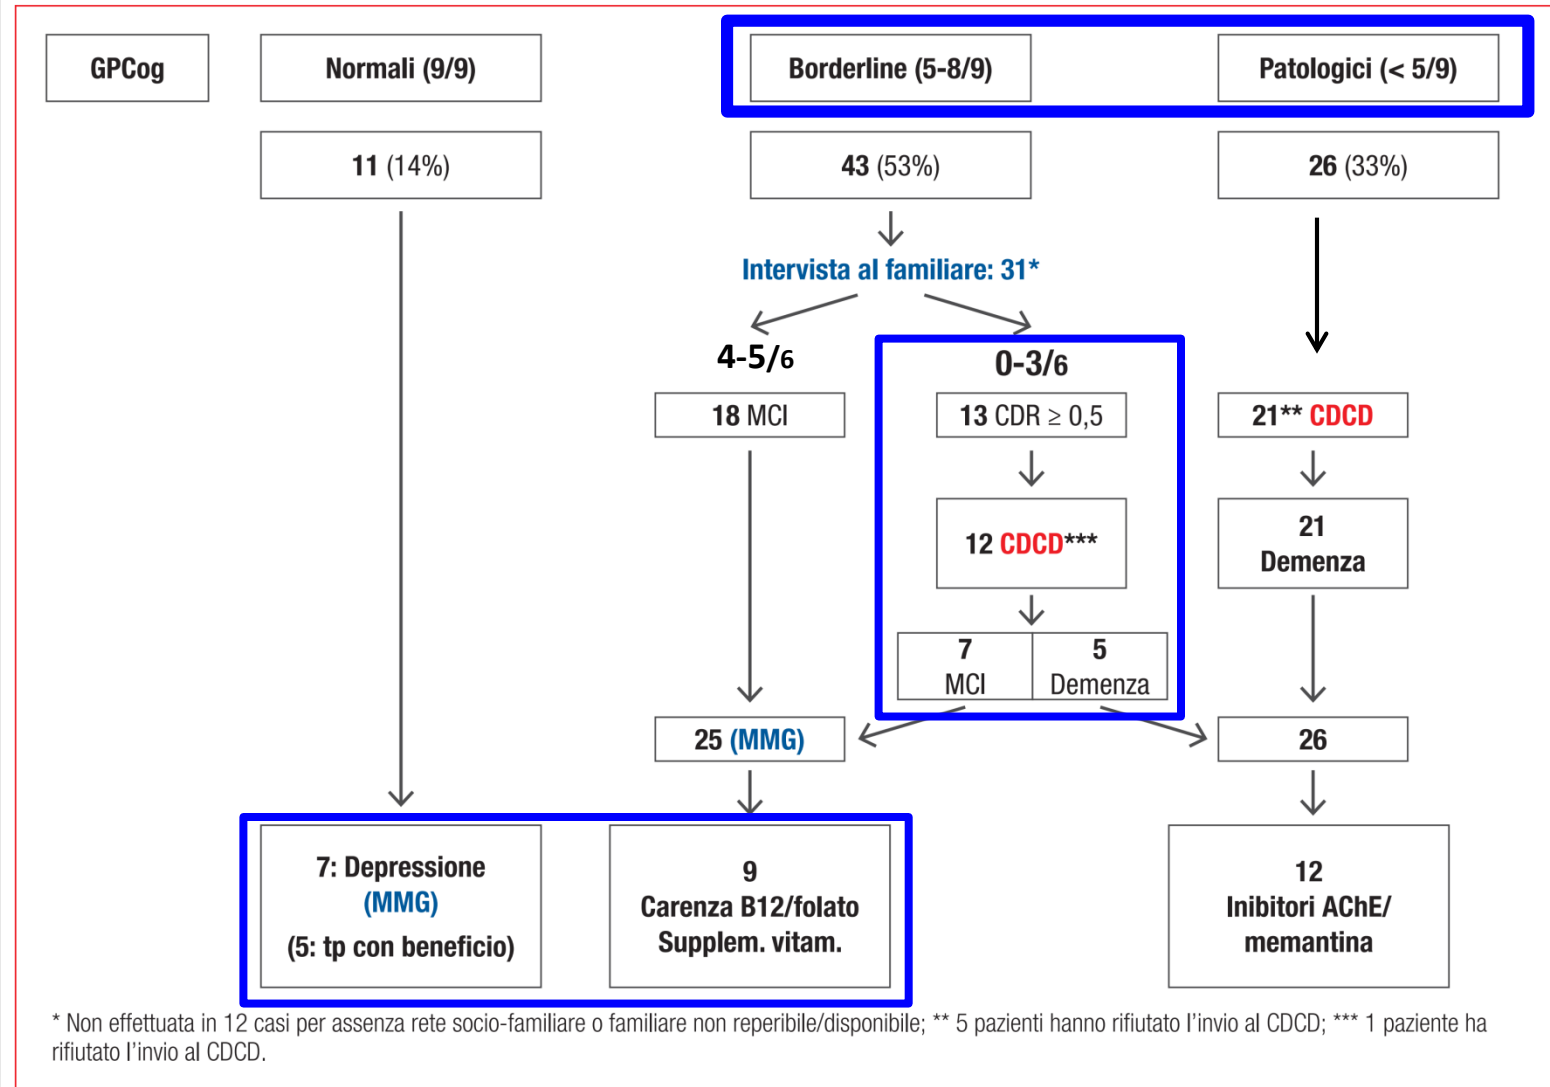 GPCog
Normali (9/9)
Borderline (5-8/9)
Patologici (< 5/9)
11 (14%)
43 (53%)
26 (33%)
Intervista al familiare: 31*
4-5/6
0-3/6
18 MCI
13 CDR ≥ 0,5
21** CDCD
12 CDCD***
21
Demenza
7
MCI
5
Demenza
25 (MMG)
26
7: Depressione
(MMG)
(5: tp con beneficio)
9
Carenza B12/folato
Supplem. vitam.
12
Inibitori AChE/
memantina
* Non effettuata in 12 casi per assenza rete socio-familiare o familiare non reperibile/disponibile; ** 5 pazienti hanno rifiutato l’invio al CDCD; *** 1 paziente ha
rifiutato l’invio al CDCD.